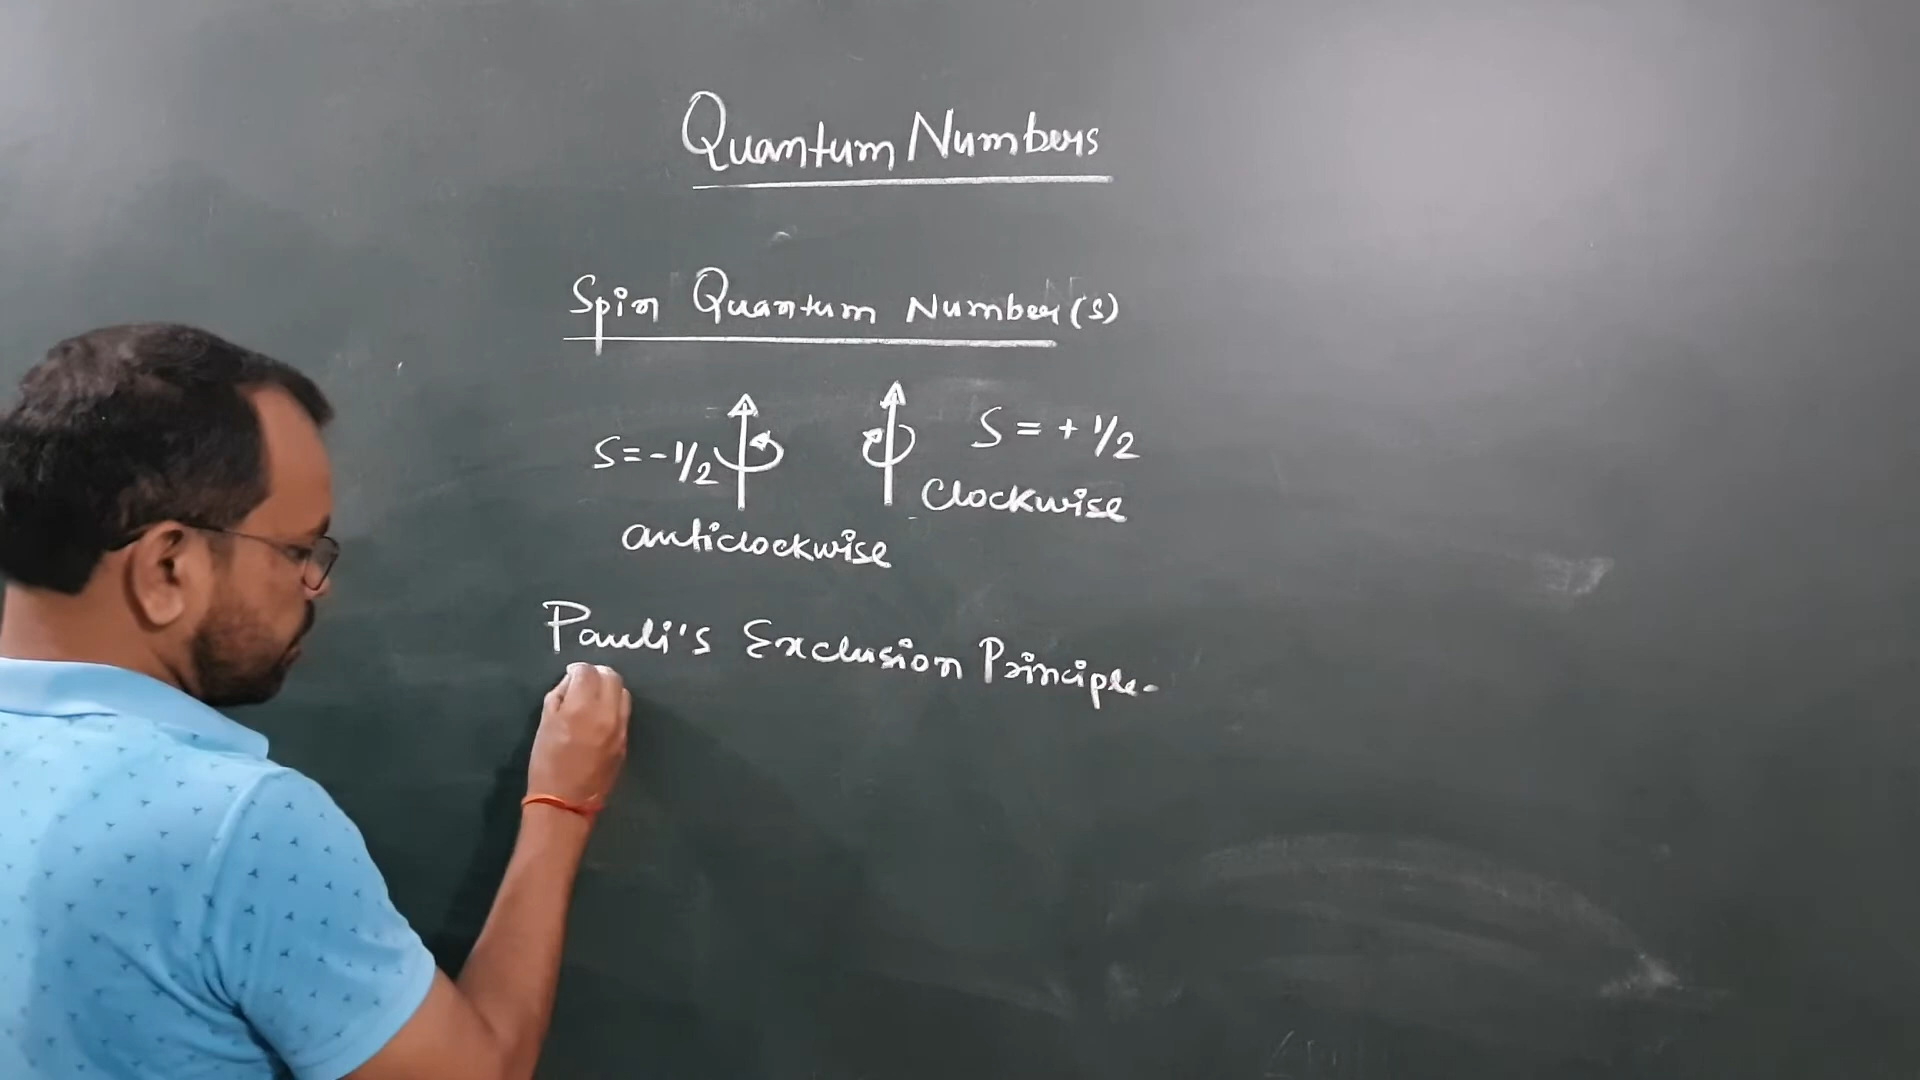 Quantum Numbers
Spin Quantum Number (s)
S = - 1/2
S = + 1/2
clockwise
anticlockwise
Pauli's Exclusion Principle-